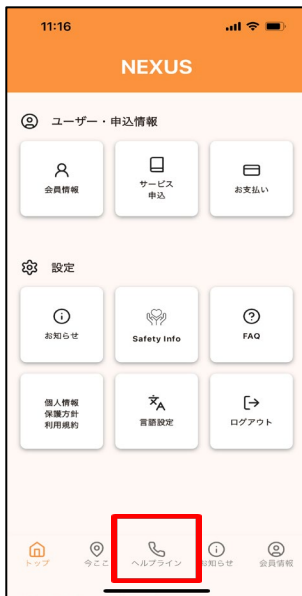 11:16
NEXUS
ユーザー・申込情報
会員情報
サービス
申込
お支払い
設定
お知らせ
Safety Info
FAQ
個人情報
保護方針
利用規約
言語設定
ログアウト
トップ
今ここ
ヘルプライン
お知らせ
会員情報